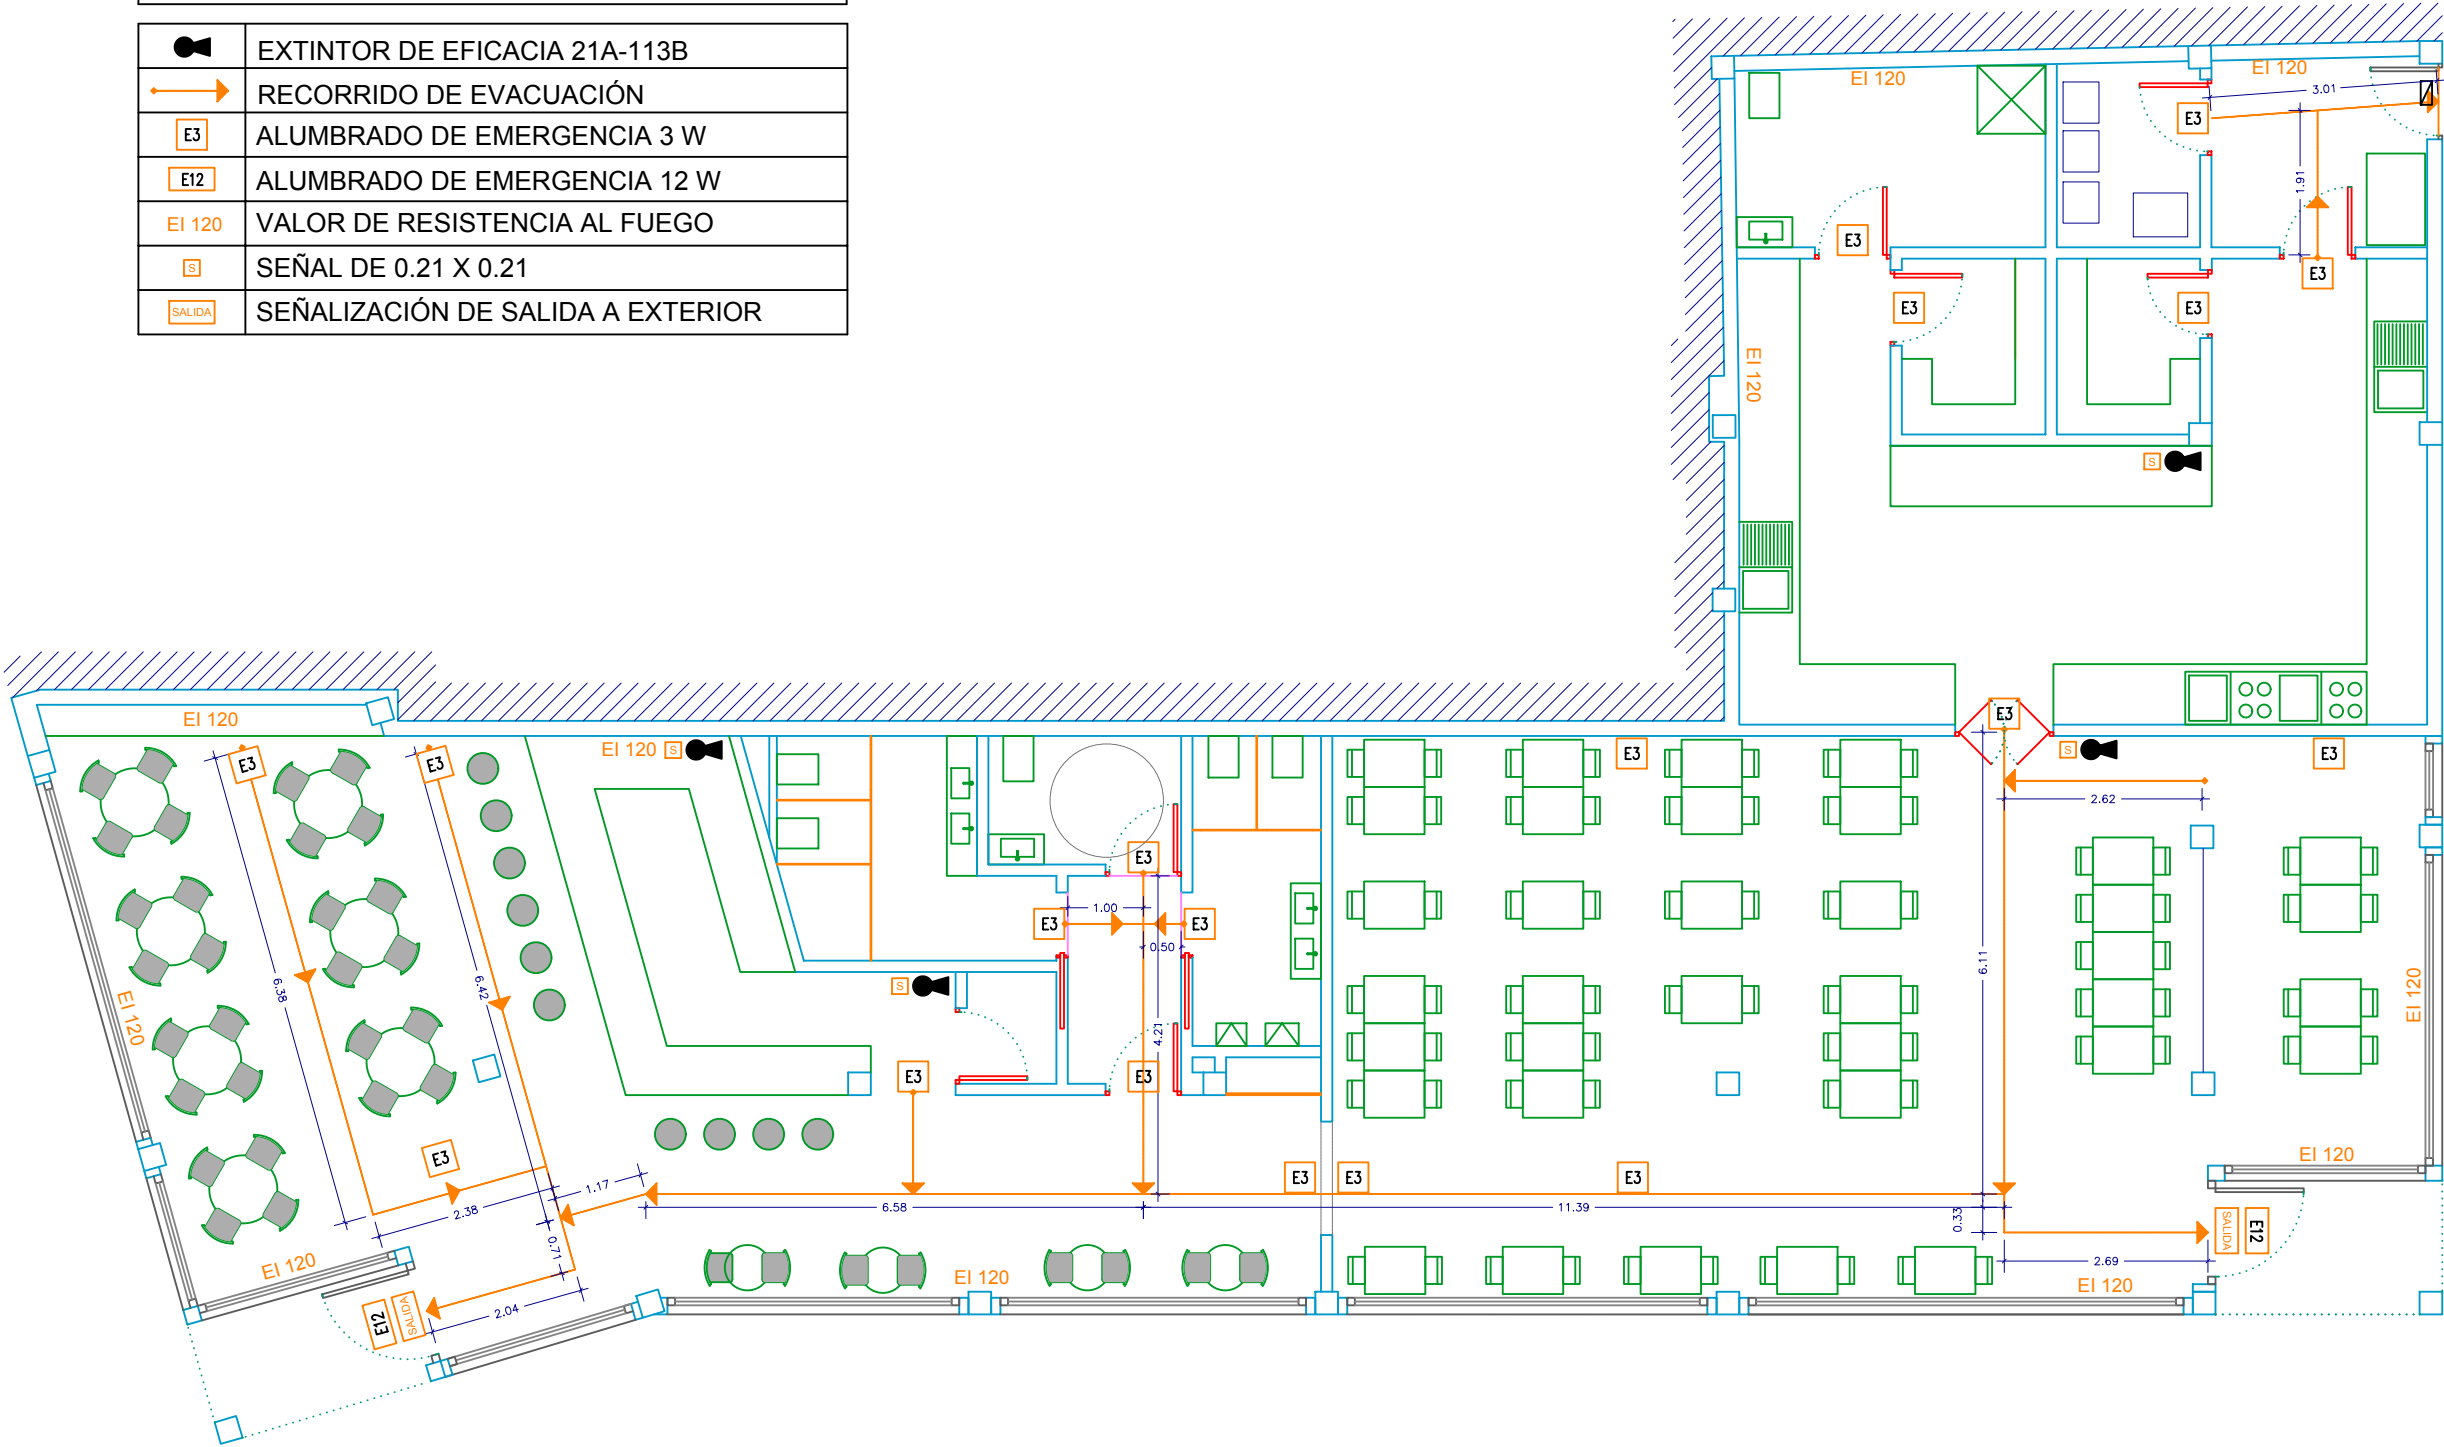 EXTINTOR DE EFICACIA 21A-113B
RECORRIDO DE EVACUACIÓN
E3 ALUMBRADO DE EMERGENCIA 3 W
E12 ALUMBRADO DE EMERGENCIA 12 W
EI 120 VALOR DE RESISTENCIA AL FUEGO
S SEÑAL DE 0.21 X 0.21
SALIDA SEÑALIZACIÓN DE SALIDA A EXTERIOR
EI 120
EI 120
3.01
E3
1.91
E3
E3
E3
E3
EI 120
S
EI 120
E3
E3
EI 120 S
E3
E3
S
E3
2.62
E3
1.00
E3
E3
0.50
6.38
6.42
EI 120
S
4.21
6.11
EI 120
E3
E3
E3
EI 120
E3
E3
E3
1.17
2.38
6.58
11.39
0.33
0.71
SALIDA
E12
2.69
EI 120
EI 120
EI 120
2.04
E12
SALIDA